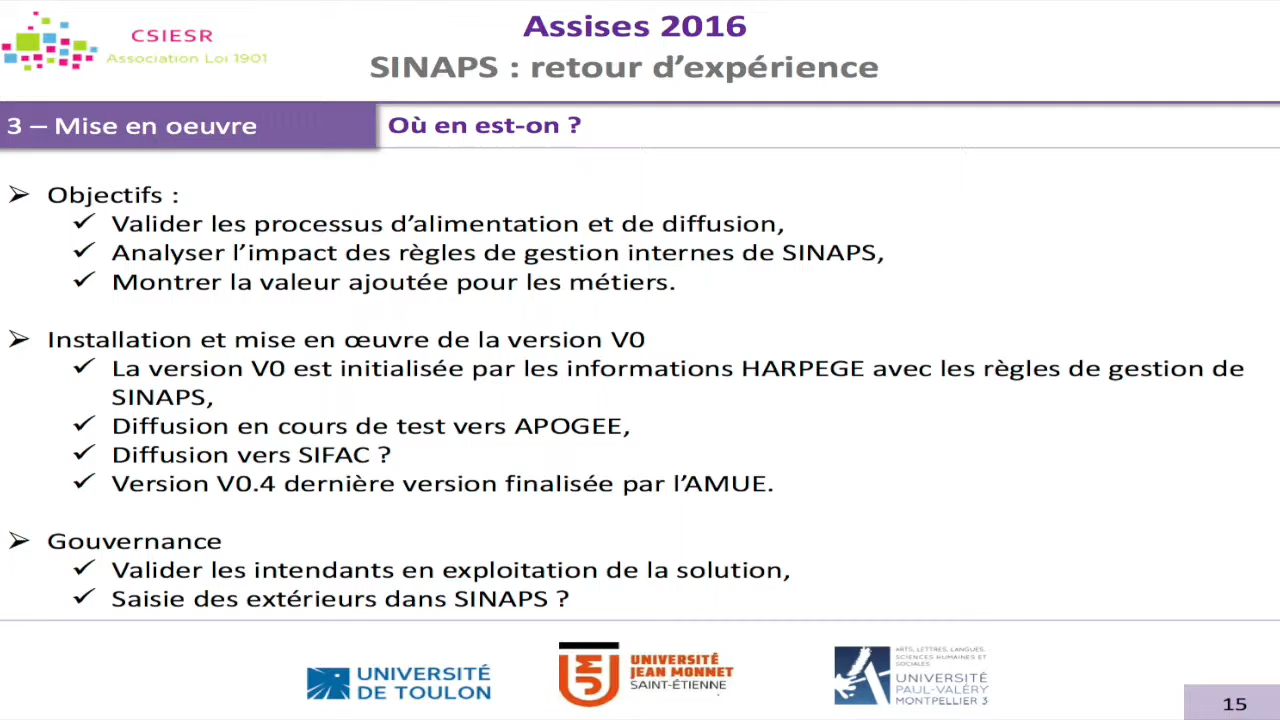 CSIESR
Association Loi 1901
Assises 2016
SINAPS : retour d’expérience
3 – Mise en oeuvre
Où en est-on ?
Objectifs :
Valider les processus d’alimentation et de diffusion,
Analyser l’impact des règles de gestion internes de SINAPS,
Montrer la valeur ajoutée pour les métiers.
Installation et mise en œuvre de la version V0
La version V0 est initialisée par les informations HARPEGE avec les règles de gestion de
SINAPS,
Diffusion en cours de test vers APOGEE,
Diffusion vers SIFAC ?
Version V0.4 dernière version finalisée par l’AMUE.
Gouvernance
Valider les intendants en exploitation de la solution,
Saisie des extérieurs dans SINAPS ?
UNIVERSITÉ
DE TOULON
UNIVERSITÉ
JEAN MONNET
SAINT-ÉTIENNE
ARTS, LETTRES, LANGUES,
SCIENCES HUMAINES ET
SOCIALES
UNIVERSITÉ
PAUL-VALÉRY
MONTPELLIER 3
15